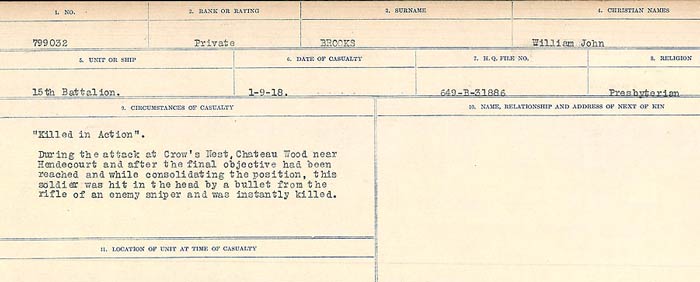 1. NO. 2. RANK OR RATING 3. SURNAME 4. CHRISTIAN NAMES
799032 Private BROOKS William John
5. UNIT OR SHIP 6. DATE OF CASUALTY 7. H. Q. FILE NO. 8. RELIGION
15th Battalion. 1-9-18. 649-B-31886 Presbyterian
9. CIRCUMSTANCES OF CASUALTY 10. NAME, RELATIONSHIP AND ADDRESS OF NEXT OF KIN
"Killed in Action".
During the attack at Crow's Nest, Chateau Wood near
Hendecourt and after the final objective had been
reached and while consolidating the position, this
soldier was hit in the head by a bullet from the
rifle of an enemy sniper and was instantly killed.
11. LOCATION OF UNIT AT TIME OF CASUALTY